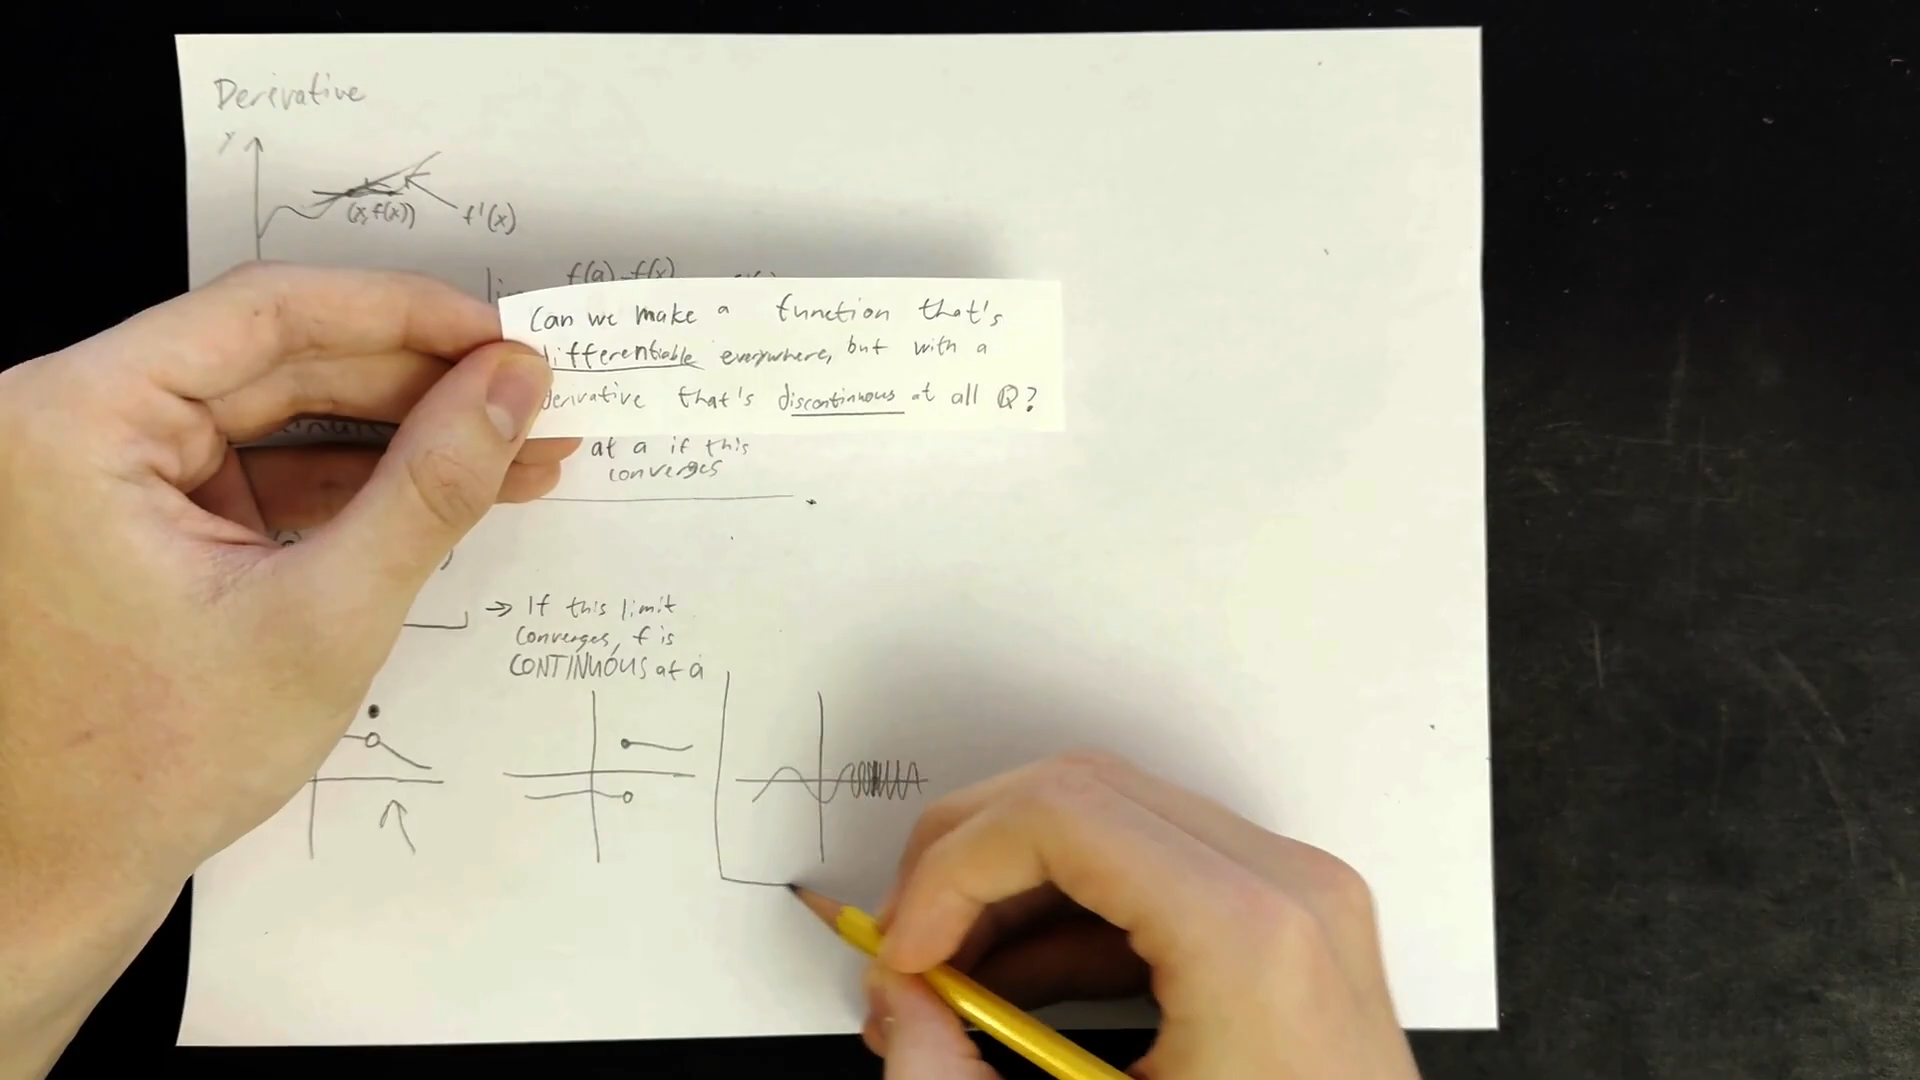 Derivative
y
(x, f(x))
f'(x)
f(a)-f(x)
Can we make a function that's
differentiable everywhere, but with a
derivative that's discontinuous at all ℚ?
at a if this
converges
→ If this limit
converges, f is
CONTINUOUS at a